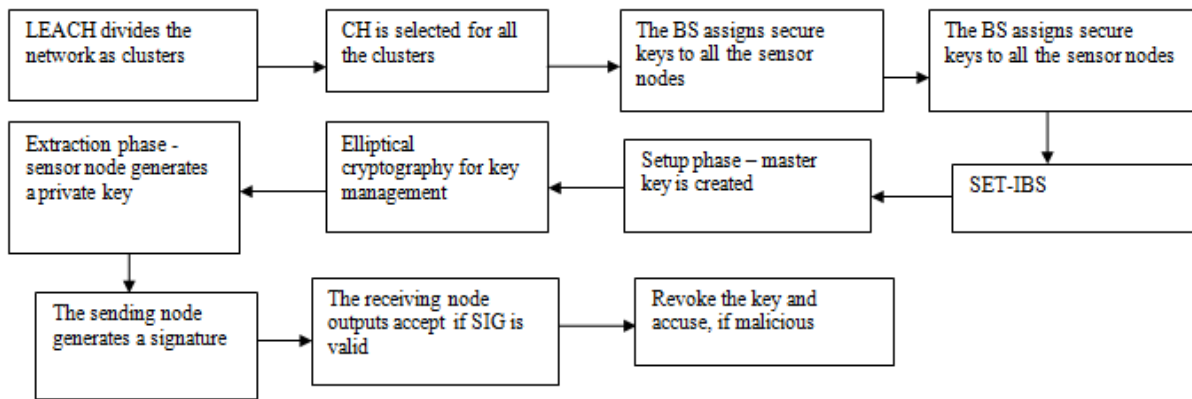 LEACH divides the
network as clusters
CH is selected for all
the clusters
The BS assigns secure
keys to all the sensor
nodes
The BS assigns secure
keys to all the sensor nodes
SET-IBS
Setup phase – master
key is created
Elliptical
cryptography for key
management
Extraction phase -
sensor node generates
a private key
The sending node
generates a signature
The receiving node
outputs accept if SIG is
valid
Revoke the key and
accuse, if malicious